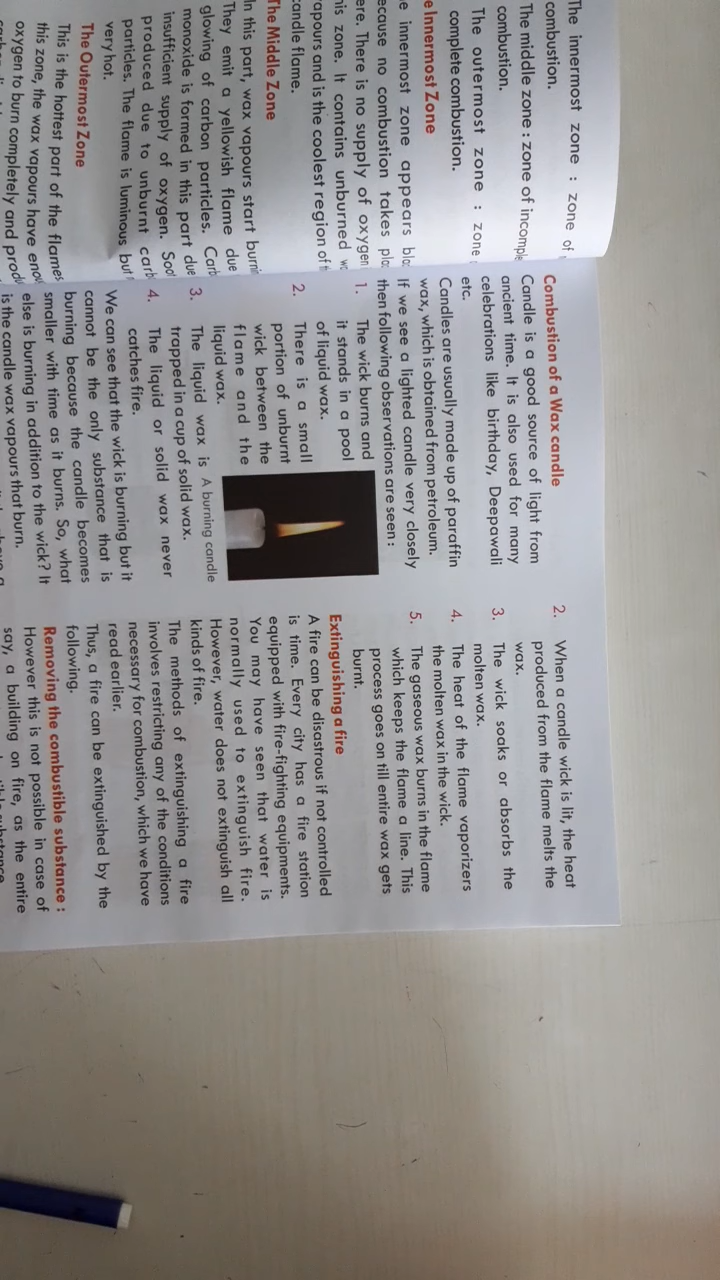 The innermost zone : zone of
combustion.
The middle zone : zone of
combustion.
The outermost zone : zone
complete combustion.
Innermost Zone
innermost zone appears
because no combustion takes
There is no supply of
zone. It contains unburned
and is the coolest region of
candle flame.
The Middle Zone
In this part, wax vapours start
They emit a yellowish flame due
glowing of carbon particles.
monoxide is formed in this part due
insufficient supply of oxygen.
produced due to unburnt
particles. The flame is luminous but
very hot.
The Outermost Zone
This is the hottest part of the flames
this zone, the wax vapours have
oxygen to burn completely and
Combustion of a Wax candle
Candle is a good source of light from
ancient time. It is also used for many
celebrations like birthday, Deepawali
etc.
Candles are usually made up of paraffin
wax, which is obtained from petroleum.
If we see a lighted candle very closely
then following observations are seen :
1. The wick burns and
it stands in a pool
of liquid wax.
2. There is a small
portion of unburnt
wick between the
flame and the
liquid wax.
A burning candle
3. The liquid wax is
trapped in a cup of solid wax.
4. The liquid or solid wax never
catches fire.
We can see that the wick is burning but it
cannot be the only substance that is
burning because the candle becomes
smaller with time as it burns. So, what
else is burning in addition to the wick? It
is the candle wax vapours that burn.
2. When a candle wick is lit, the heat
produced from the flame melts the
wax.
3. The wick soaks or absorbs the
molten wax.
4. The heat of the flame vaporizers
the molten wax in the wick.
5. The gaseous wax burns in the flame
which keeps the flame a line. This
process goes on till entire wax gets
burnt.
Extinguishing a fire
A fire can be disastrous if not controlled
is time. Every city has a fire station
equipped with fire-fighting equipments.
You may have seen that water is
normally used to extinguish fire.
However, water does not extinguish all
kinds of fire.
The methods of extinguishing a fire
involves restricting any of the conditions
necessary for combustion, which we have
read earlier.
Thus, a fire can be extinguished by the
following.
Removing the combustible substance :
However this is not possible in case of
say, a building on fire, as the entire